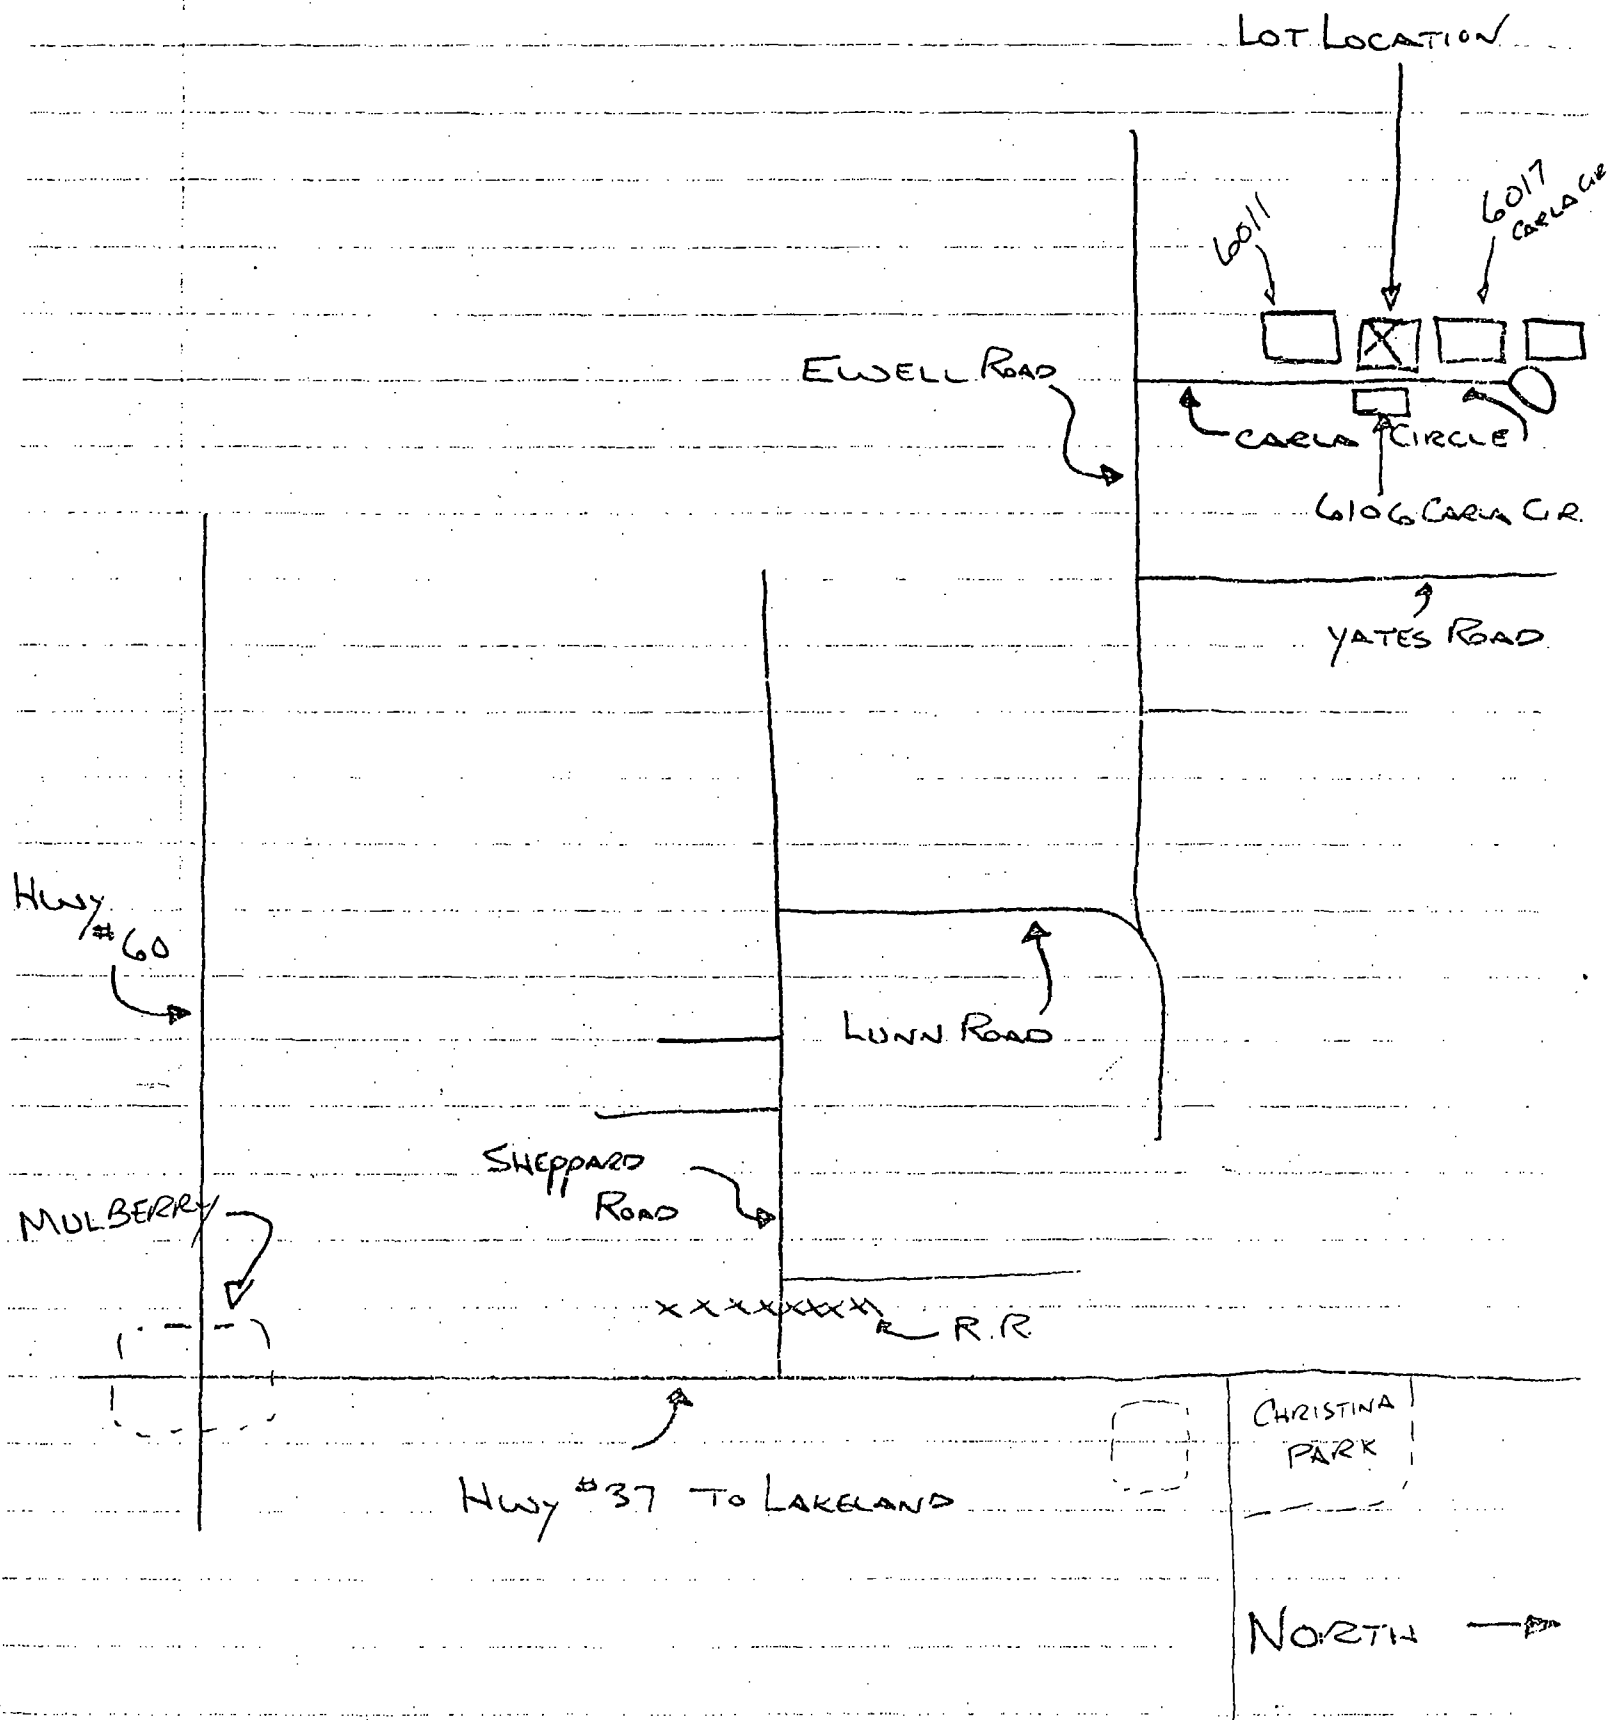 LOT LOCATION
6011
6017
CARLA CIR
EWELL ROAD
CARLA CIRCLE
6106 CARLA CIR.
YATES ROAD
HWY
#60
LUNN ROAD
SHEPPARD
ROAD
MULBERRY
R.R.
CHRISTINA
PARK
HWY #37 TO LAKELAND
NORTH